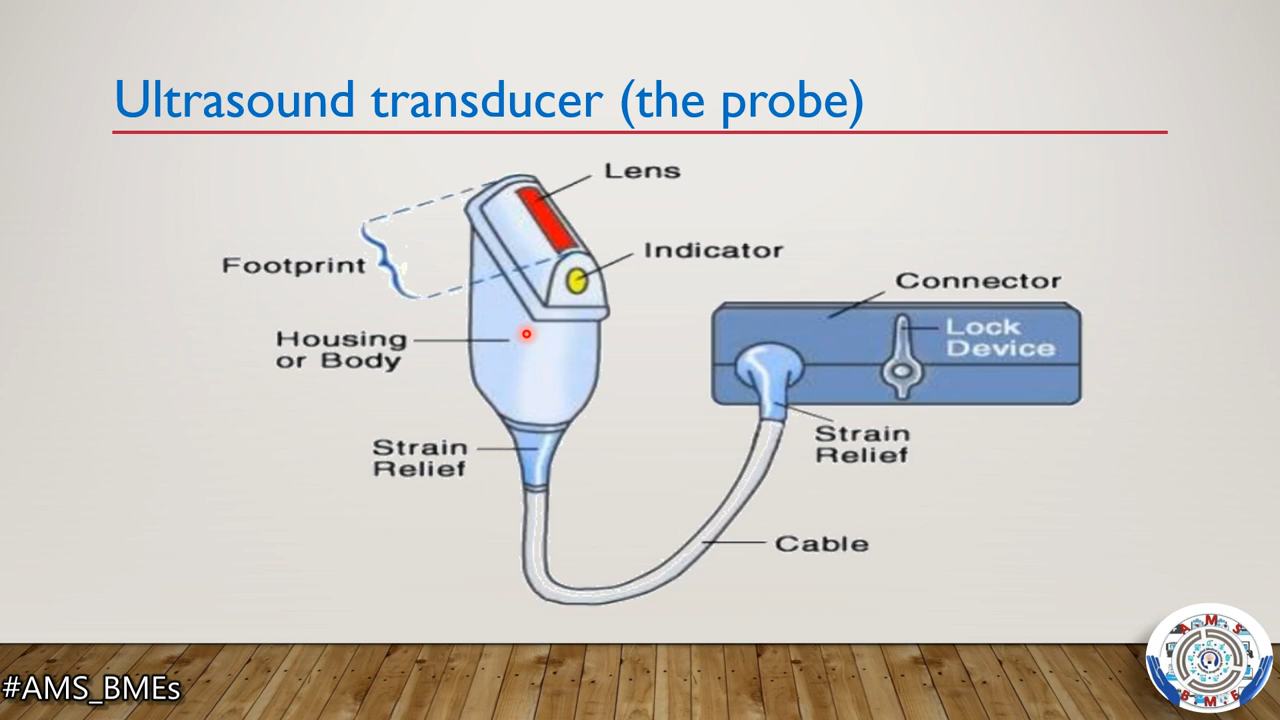 Ultrasound transducer (the probe)
Lens
Indicator
Footprint
Connector
Housing
or Body
Lock
Device
Strain
Relief
Strain
Relief
Cable
#AMS_BMEs
A.M.S
B M E